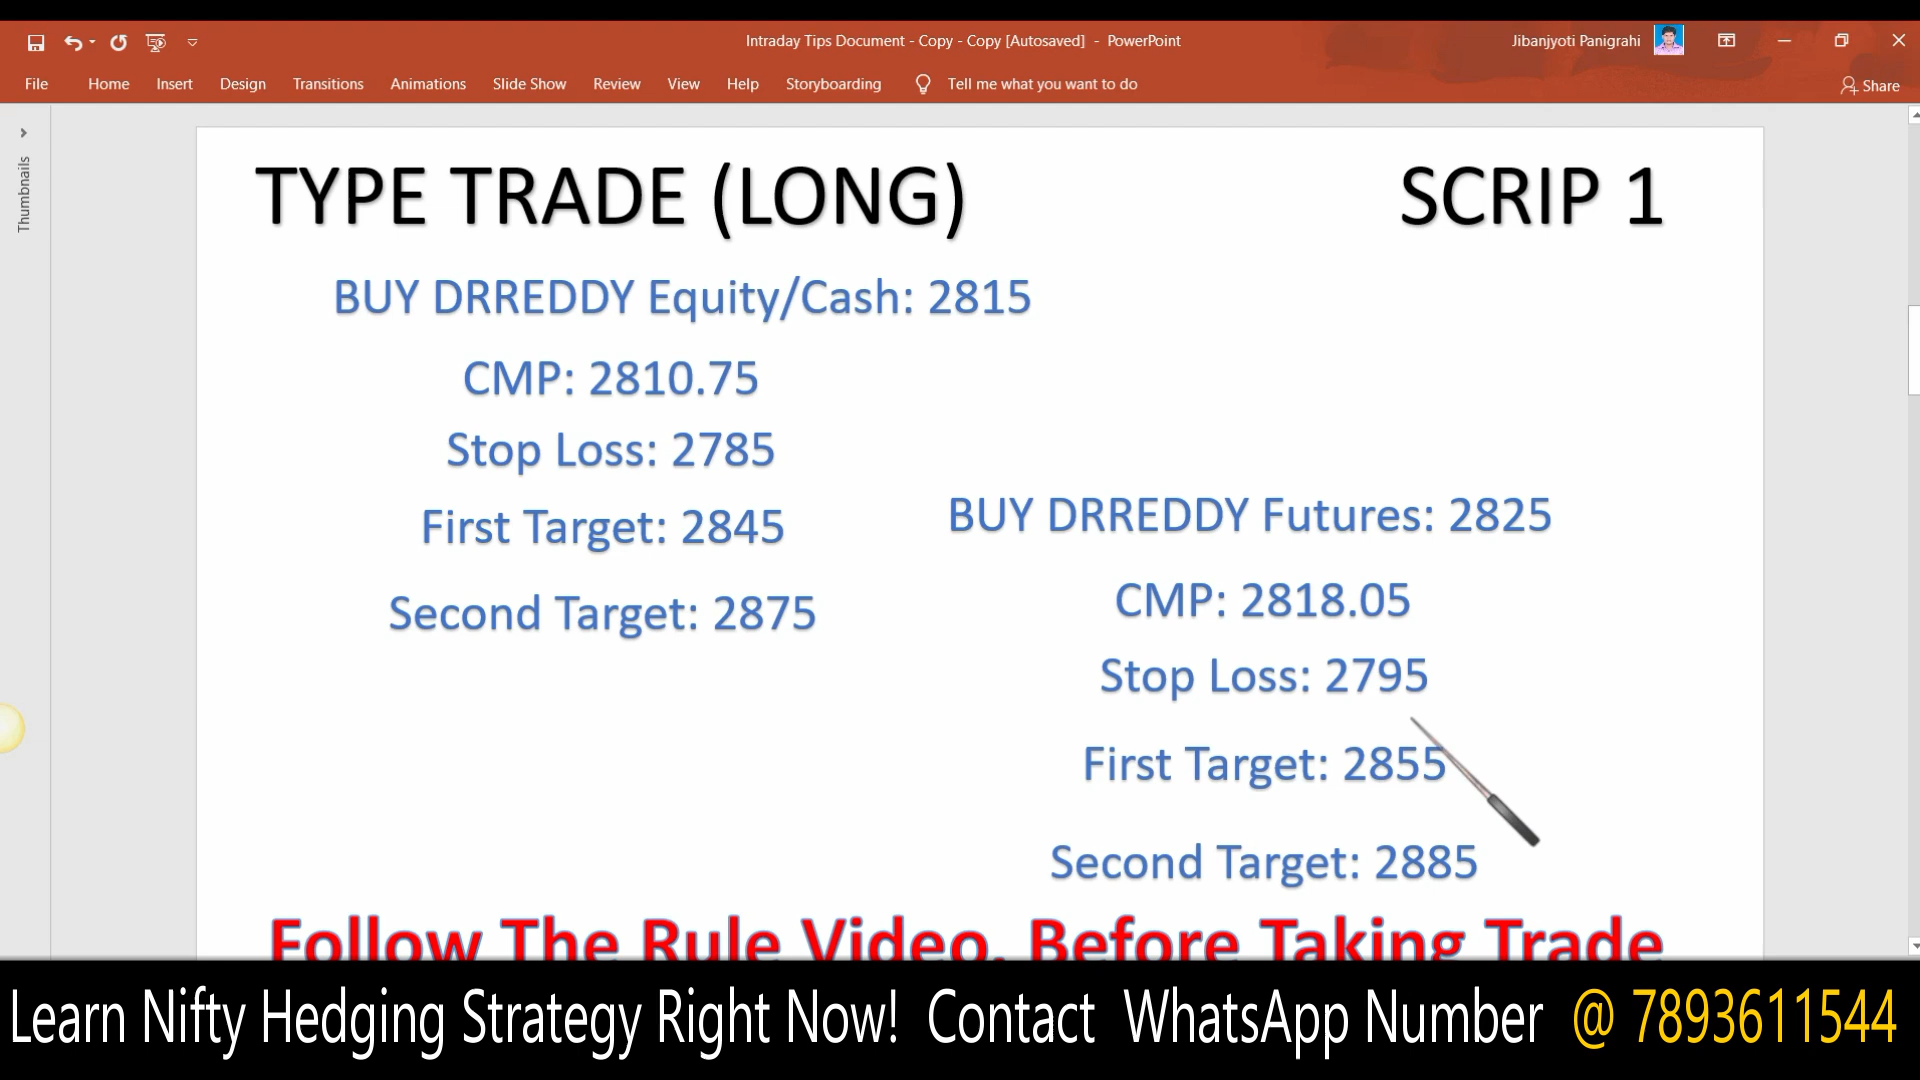 Intraday Tips Document - Copy - Copy [Autosaved] - PowerPoint
Jibanjyoti Panigrahi
File Home Insert Design Transitions Animations Slide Show Review View Help Storyboarding Tell me what you want to do Share
Thumbnails
TYPE TRADE (LONG) SCRIP 1
BUY DRREDDY Equity/Cash: 2815
CMP: 2810.75
Stop Loss: 2785
First Target: 2845
Second Target: 2875
BUY DRREDDY Futures: 2825
CMP: 2818.05
Stop Loss: 2795
First Target: 2855
Second Target: 2885
Follow The Rule Video. Before Taking Trade
Learn Nifty Hedging Strategy Right Now! Contact WhatsApp Number @ 7893611544